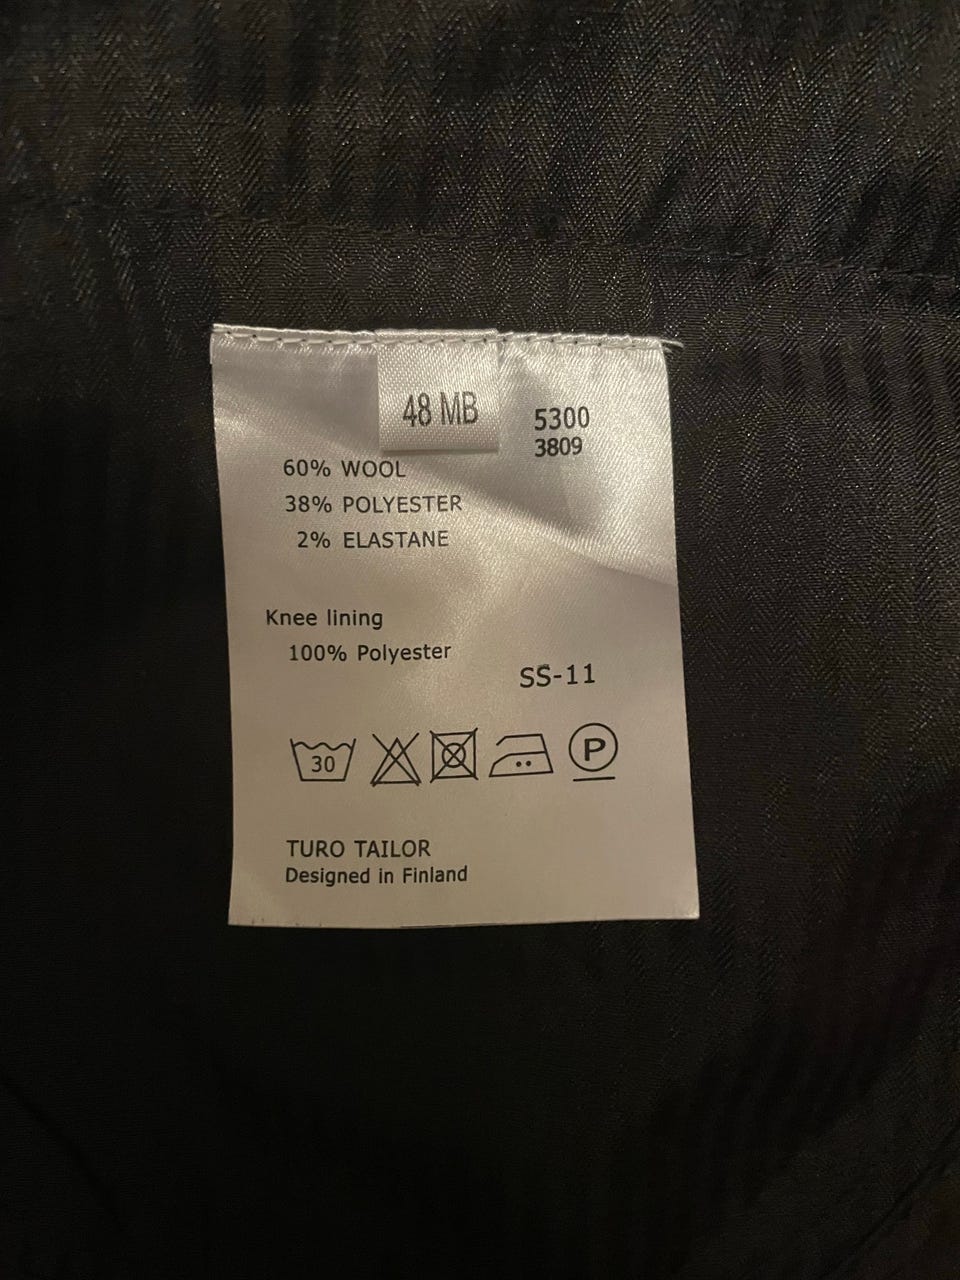 48 MB
5300
3809
60% WOOL
38% POLYESTER
2% ELASTANE
Knee lining
100% Polyester
SS-11
30
P
TURO TAILOR
Designed in Finland